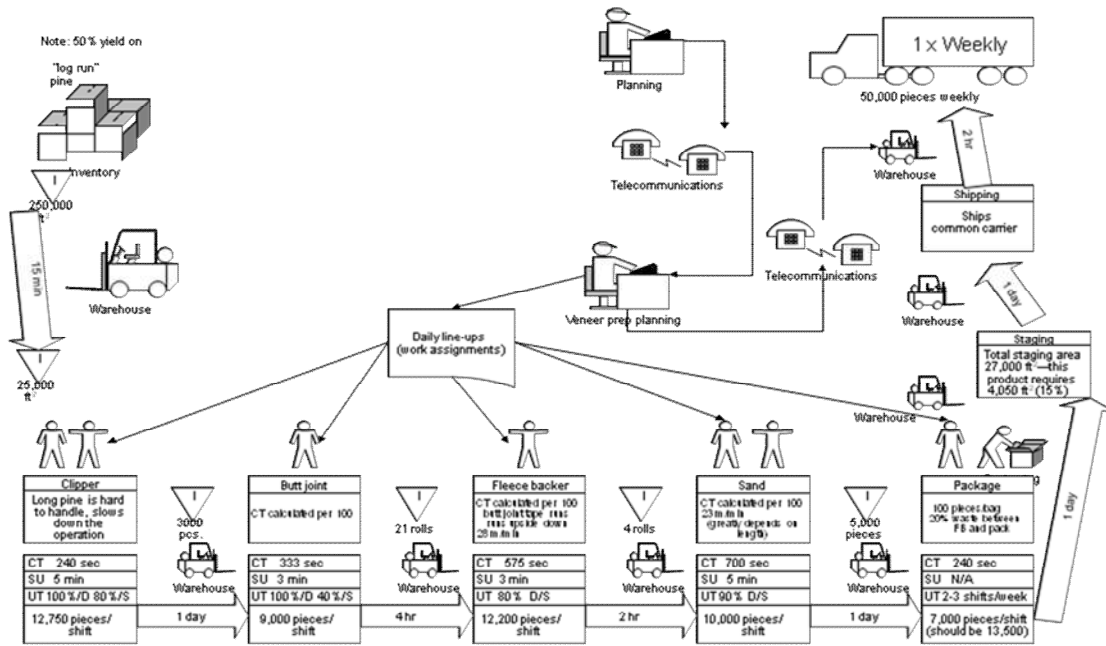 Note: 50% yield on
"log run"
pine
Inventory
250,000
ft²
15 min
Warehouse
25,000
ft²
Planning
Telecommunications
Veneer prep planning
Telecommunications
Daily line-ups
(work assignments)
1 x Weekly
50,000 pieces weekly
2 hr
Warehouse
Shipping
Ships
common carrier
1 day
Warehouse
Staging
Total staging area
27,000 ft²—this
product requires
4,050 ft² (15%)
Warehouse
1 day
Clipper
Long pine is hard
to handle, slows
down the
operation
CT 240 sec
SU 5 min
UT 100%/D 80%/S
12,750 pieces/
shift
3000
pcs.
Warehouse
1 day
Butt joint
CT calculated per 100
CT 333 sec
SU 3 min
UT 100%/D 40%/S
9,000 pieces/
shift
21 rolls
Warehouse
4 hr
Fleece backer
CT calculated per 100
butt joint tape runs
runs upside down
28 m/min
CT 575 sec
SU 3 min
UT 80% D/S
12,200 pieces/
shift
4 rolls
Warehouse
2 hr
Sand
CT calculated per 100
23 m/min
(greatly depends on
length)
CT 700 sec
SU 5 min
UT 90% D/S
10,000 pieces/
shift
5,000
pieces
Warehouse
1 day
Package
100 pieces/bag
20% waste between
FB and pack
CT 240 sec
SU N/A
UT 2-3 shifts/week
7,000 pieces/shift
(should be 13,500)